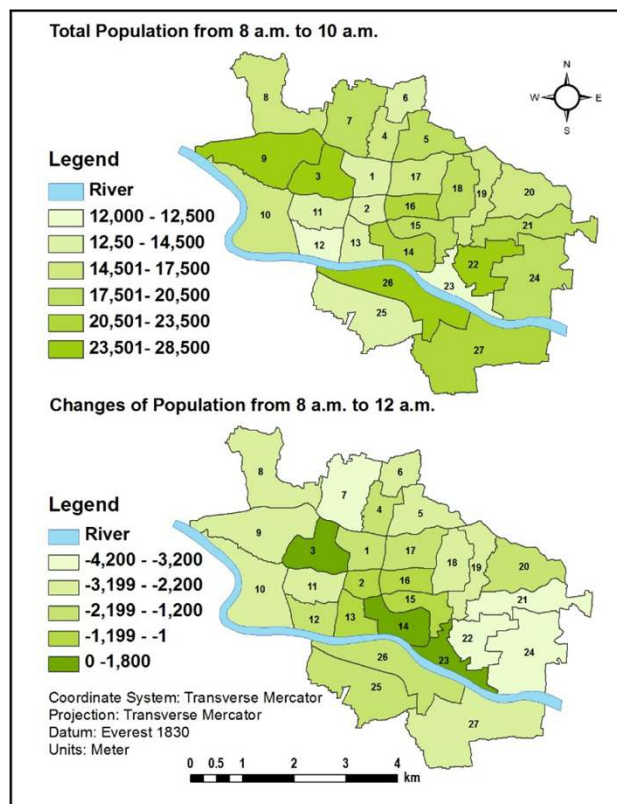 Total Population from 8 a.m. to 10 a.m.
N
W E
S
8
6
7
4
5
9
3
1
17
18
19
20
10
11
2
16
15
21
12
13
14
22
24
23
26
25
27
Legend
River
12,000 - 12,500
12,50 - 14,500
14,501- 17,500
17,501- 20,500
20,501- 23,500
23,501- 28,500
Changes of Population from 8 a.m. to 12 a.m.
8
6
7
4
5
9
3
1
17
18
19
20
10
11
2
16
15
21
12
13
14
22
24
23
26
25
27
Legend
River
-4,200 - -3,200
-3,199 - -2,200
-2,199 - -1,200
-1,199 - -1
0 -1,800
Coordinate System: Transverse Mercator
Projection: Transverse Mercator
Datum: Everest 1830
Units: Meter
0 0.5 1 2 3 4
km